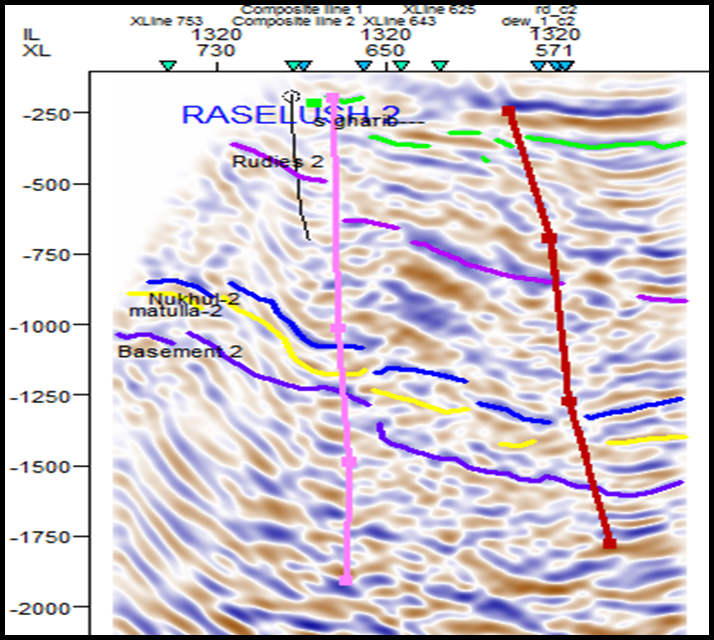 Composite line 1 XLine 625 rd_c2
XLine 753 Composite line 2 XLine 643 dew_1_c2
IL 1320 1320 1320
XL 730 650 571
-250
RASELUSH 2
s gharib---
Rudies 2
-500
-750
Nukhul-2
matulla-2
-1000
Basement 2
-1250
-1500
-1750
-2000